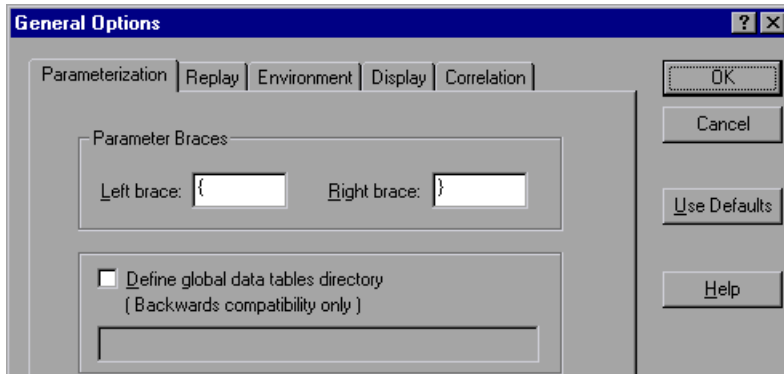 General Options
Parameterization Replay Environment Display Correlation
OK
Cancel
Parameter Braces
Left brace: { Right brace: }
Use Defaults
Define global data tables directory
( Backwards compatibility only )
Help